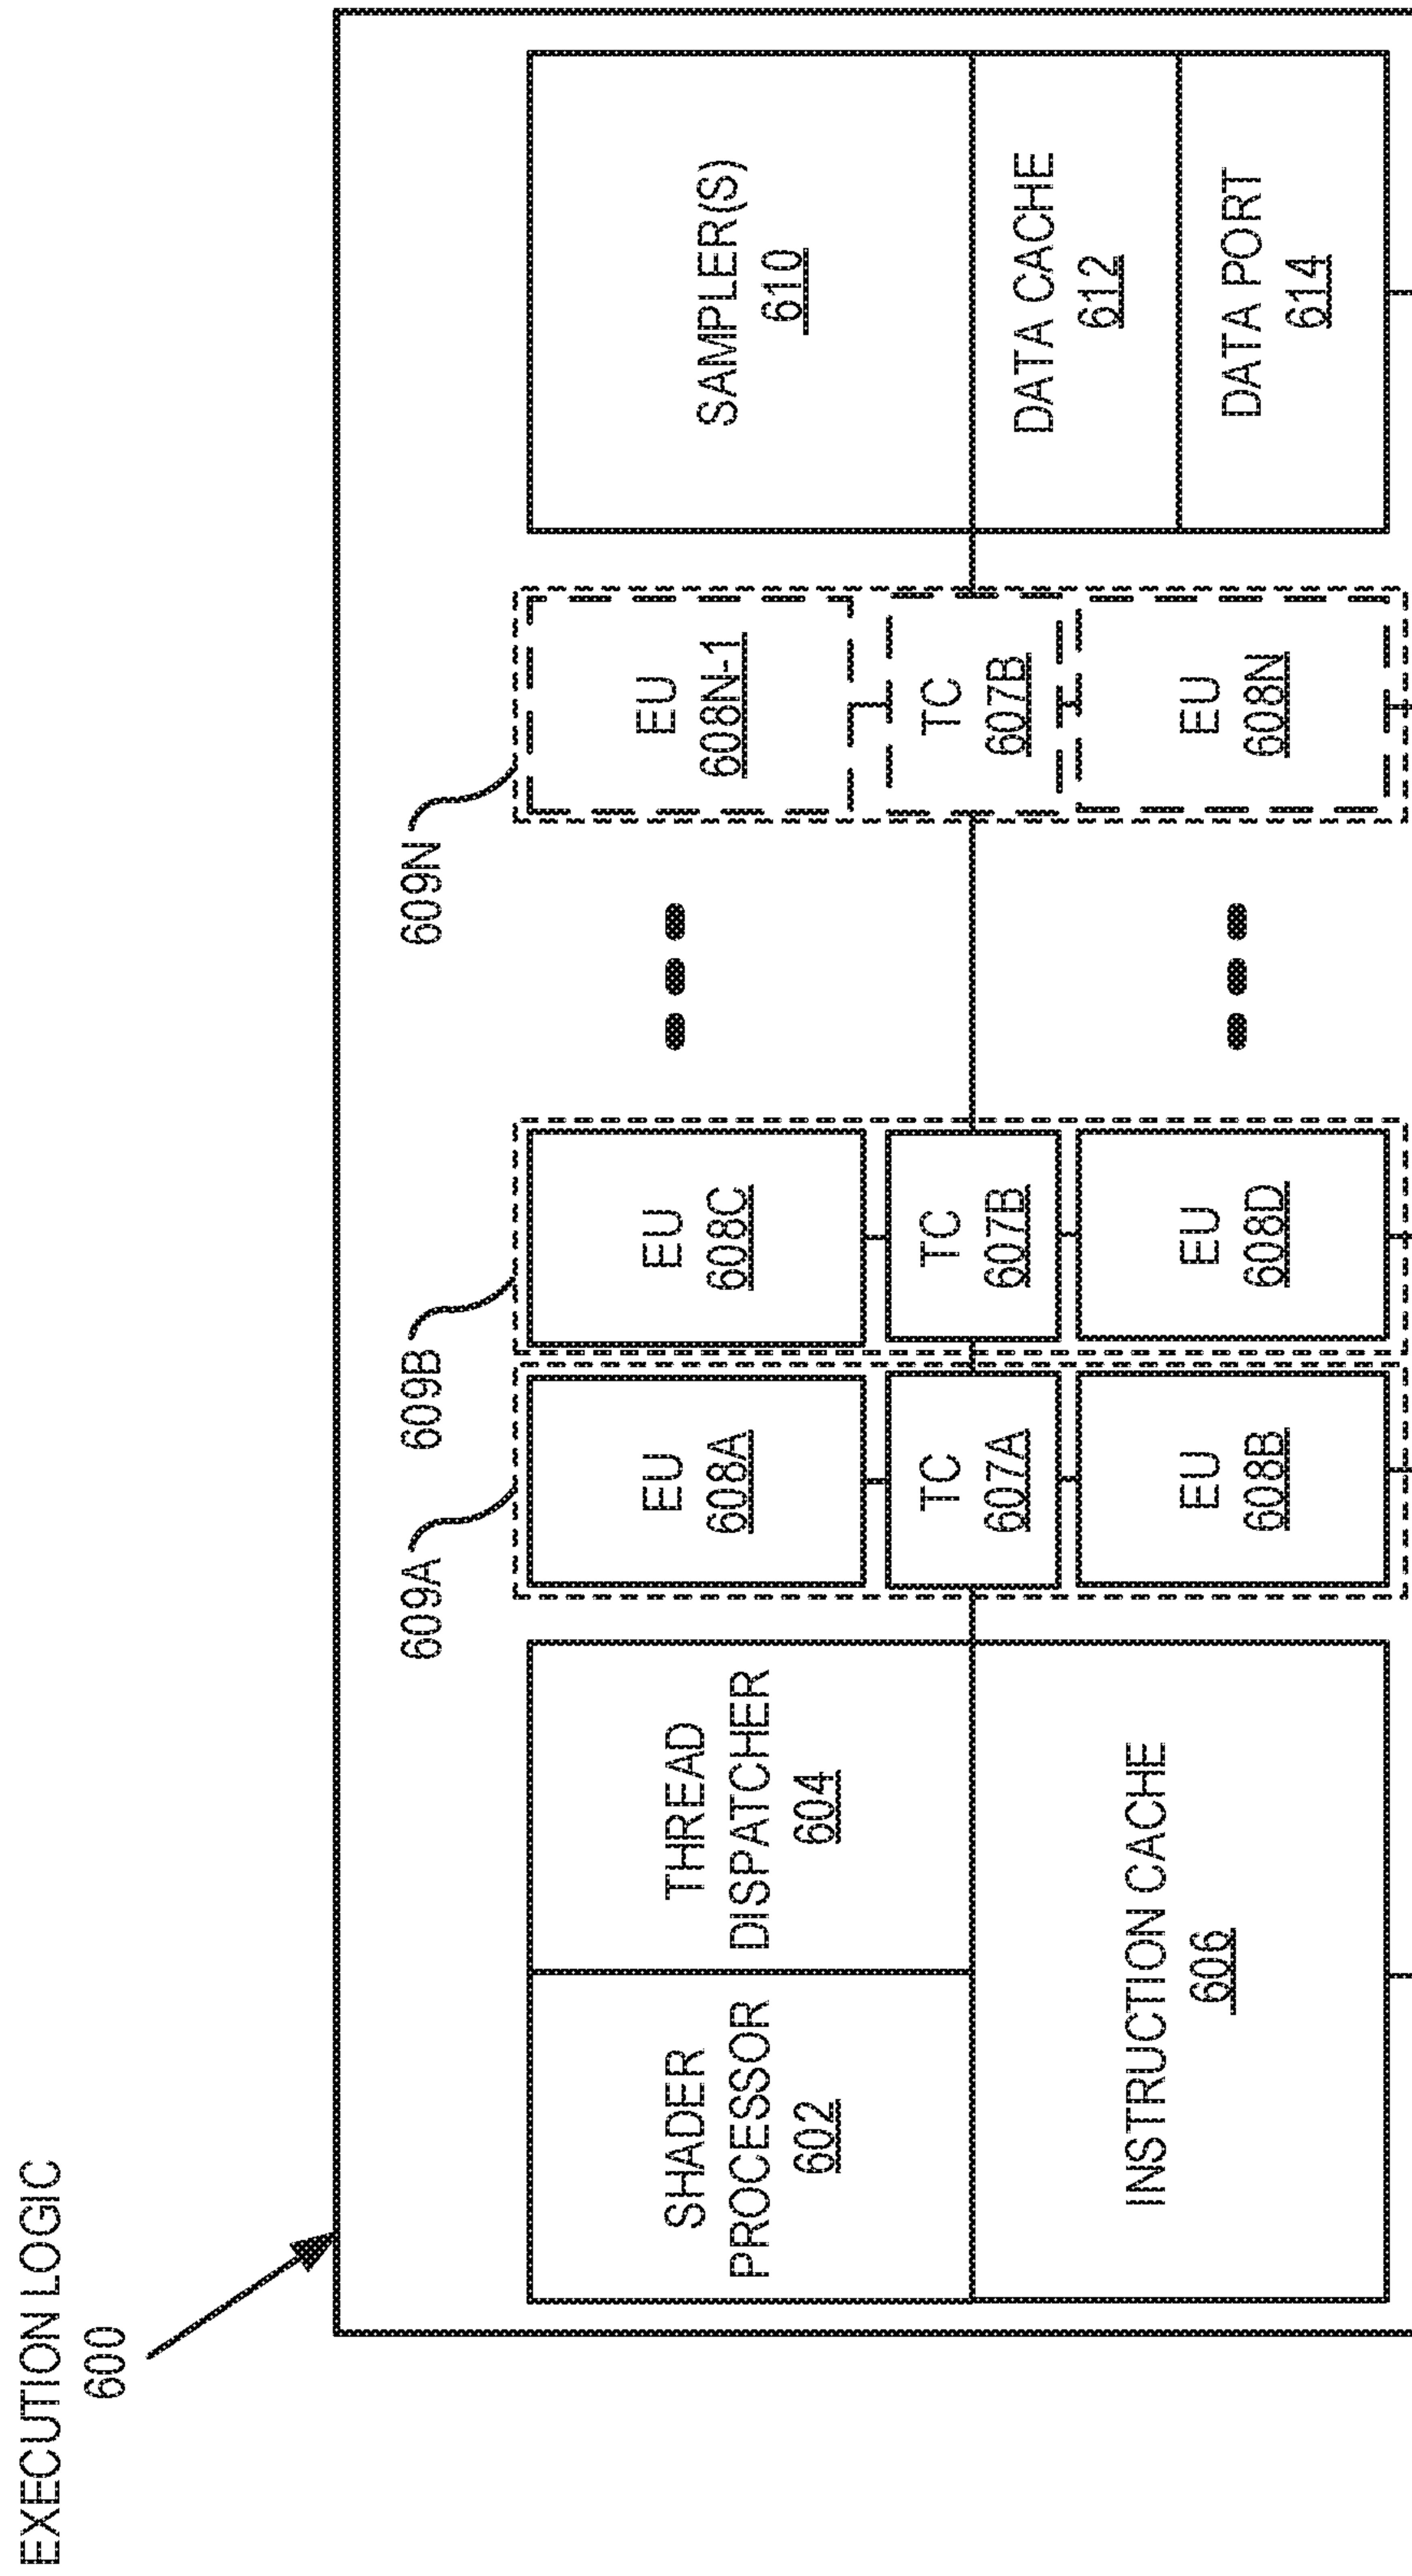 EXECUTION LOGIC
600
609A
609B
609N
SHADER
PROCESSOR
602
THREAD
DISPATCHER
604
INSTRUCTION CACHE
606
EU
608A
TC
607A
EU
608B
EU
608C
TC
607B
EU
608D
EU
608N-1
TC
607B
EU
608N
SAMPLER(S)
610
DATA CACHE
612
DATA PORT
614